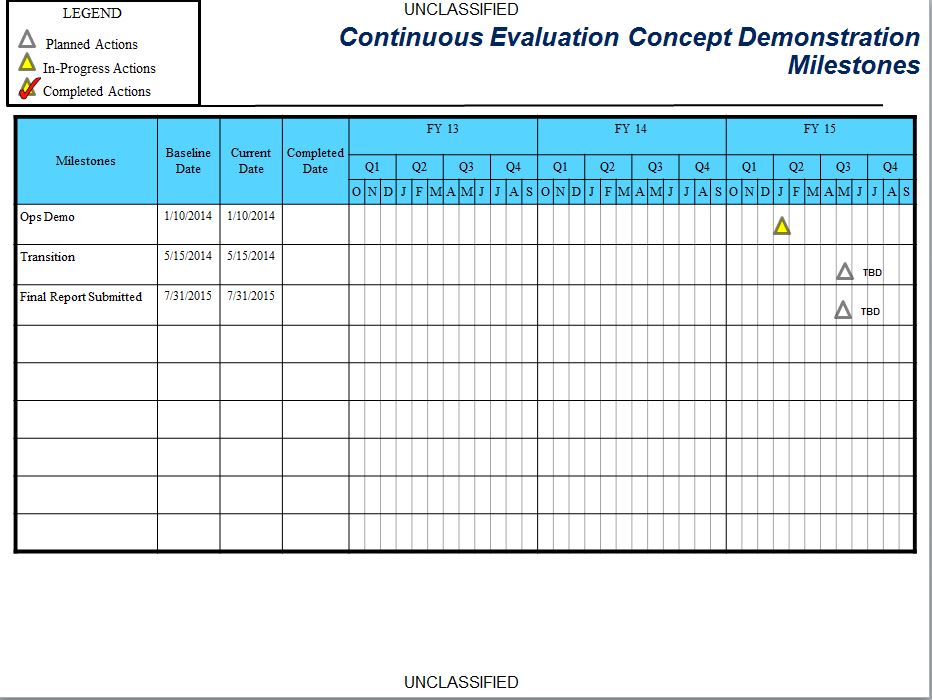 UNCLASSIFIED
LEGEND
Planned Actions
In-Progress Actions
Completed Actions
Continuous Evaluation Concept Demonstration
Milestones
FY 13 FY 14 FY 15
Milestones Baseline Date Current Date Completed Date
Q1 Q2 Q3 Q4 Q1 Q2 Q3 Q4 Q1 Q2 Q3 Q4
O N D J F M A M J J A S O N D J F M A M J J A S O N D J F M A M J J A S
Ops Demo 1/10/2014 1/10/2014
Transition 5/15/2014 5/15/2014 TBD
Final Report Submitted 7/31/2015 7/31/2015 TBD
UNCLASSIFIED